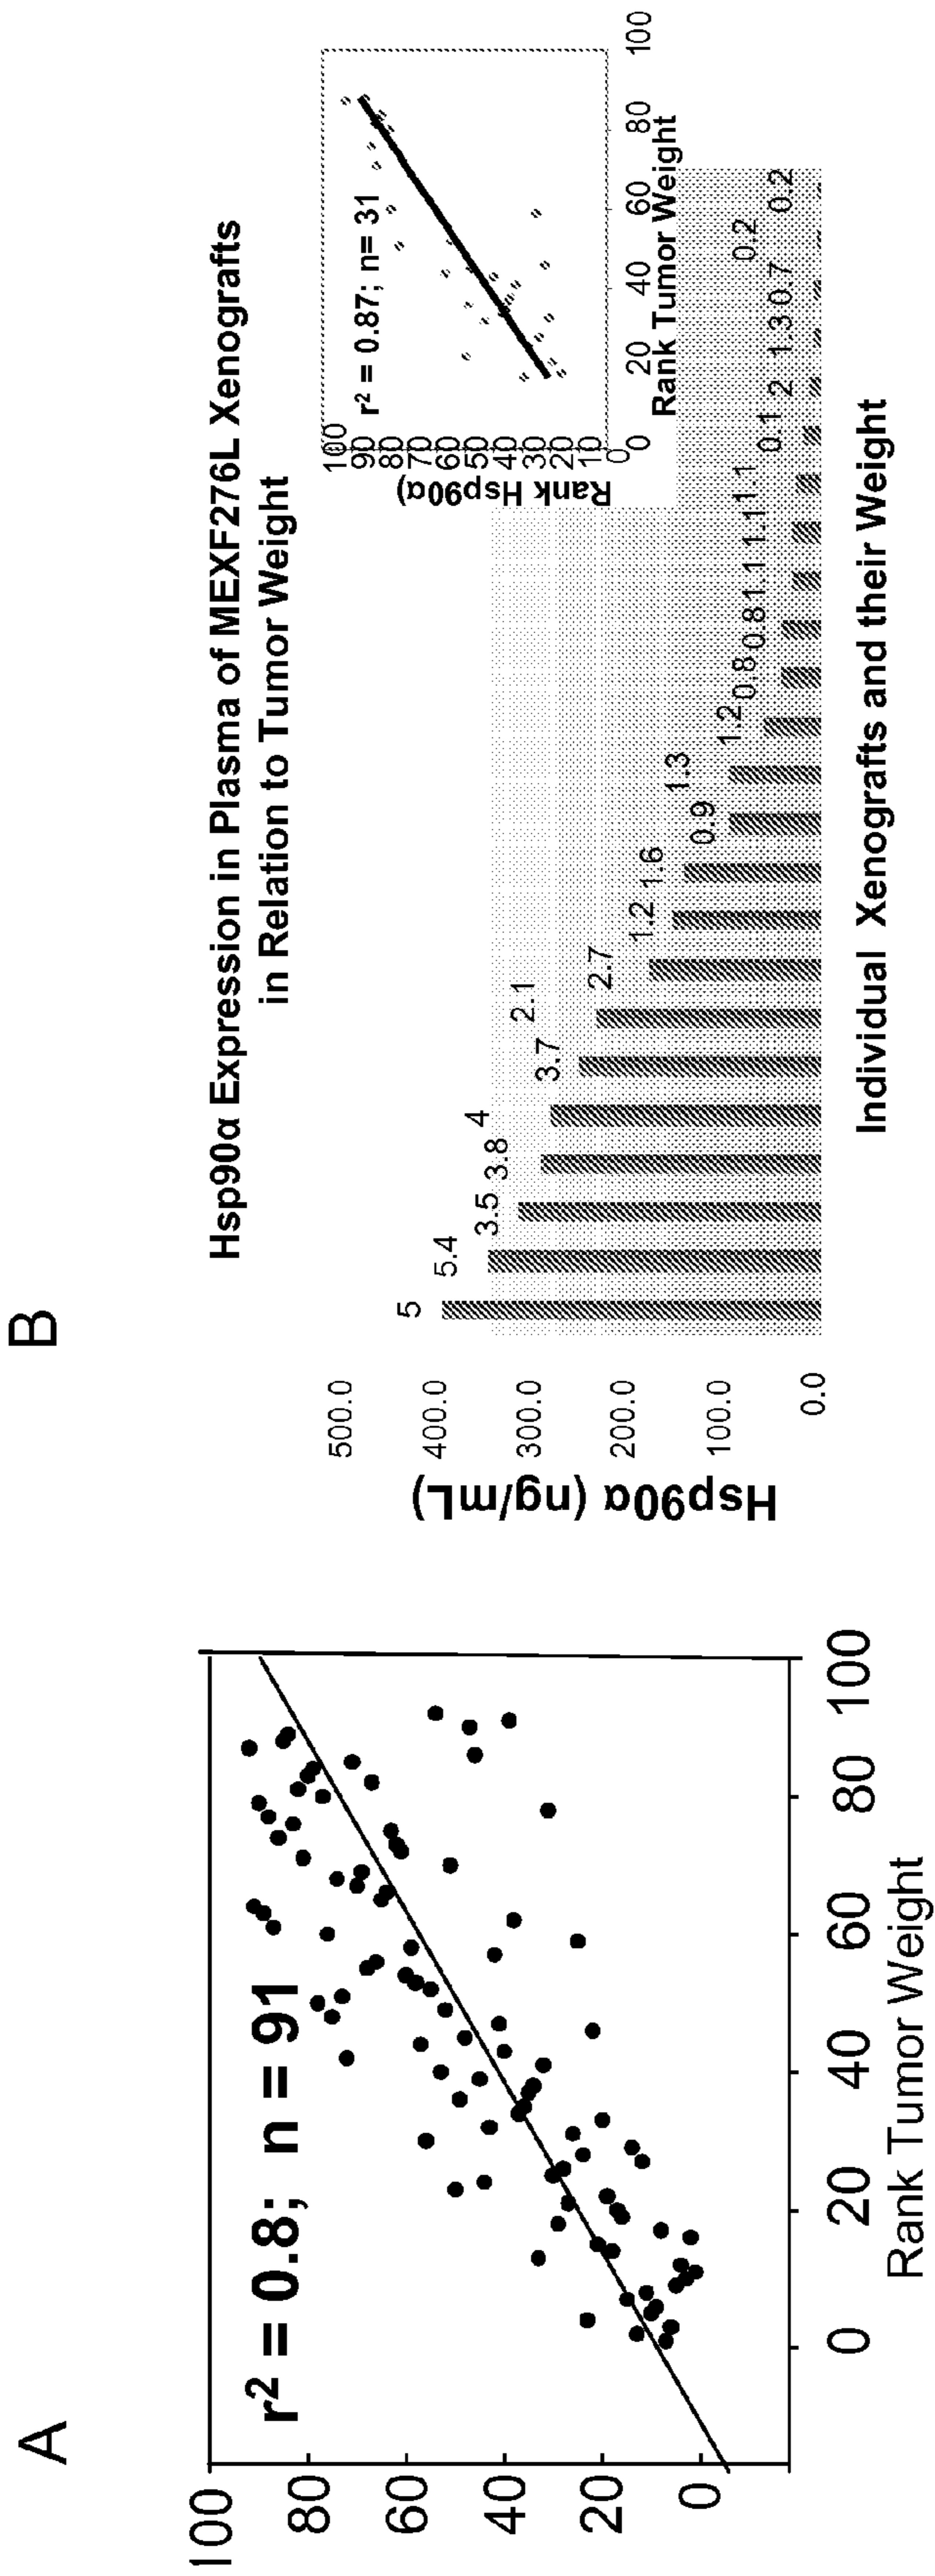 A
r² = 0.8; n = 91
100
80
60
40
20
0
0 20 40 60 80 100
Rank Tumor Weight
B
Hsp90α Expression in Plasma of MEXF276L Xenografts
in Relation to Tumor Weight
Hsp90α (ng/mL)
500.0
400.0
300.0
200.0
100.0
0.0
5 5.4 3.5 3.8 4 3.7 2.1 2.7 1.2 1.6 0.9 1.3 1.2 0.8 0.8 1.1 1.1 1.1 0.1 2 1.3 0.7 0.2 0.2
Individual Xenografts and their Weight
r² = 0.87; n= 31
Rank Hsp90α)
100
90
80
70
60
50
40
30
20
10
0
0 20 40 60 80 100
Rank Tumor Weight